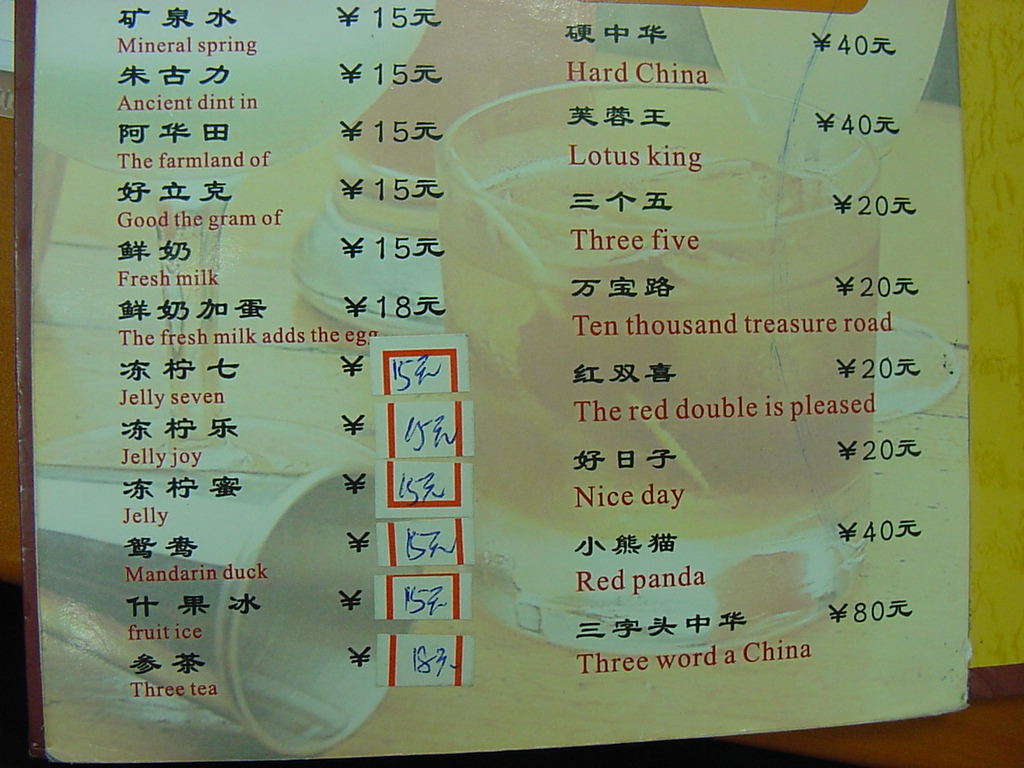 矿泉水 ¥15元
Mineral spring
朱古力 ¥15元
Ancient dint in
阿华田 ¥15元
The farmland of
好立克 ¥15元
Good the gram of
鲜奶 ¥15元
Fresh milk
鲜奶加蛋 ¥18元
The fresh milk adds the egg
冻柠七 ¥15元
Jelly seven
冻柠乐 ¥15元
Jelly joy
冻柠蜜 ¥15元
Jelly
鸳鸯 ¥15元
Mandarin duck
什果冰 ¥15元
fruit ice
参茶 ¥18元
Three tea
硬中华 ¥40元
Hard China
芙蓉王 ¥40元
Lotus king
三个五 ¥20元
Three five
万宝路 ¥20元
Ten thousand treasure road
红双喜 ¥20元
The red double is pleased
好日子 ¥20元
Nice day
小熊猫 ¥40元
Red panda
三字头中华 ¥80元
Three word a China